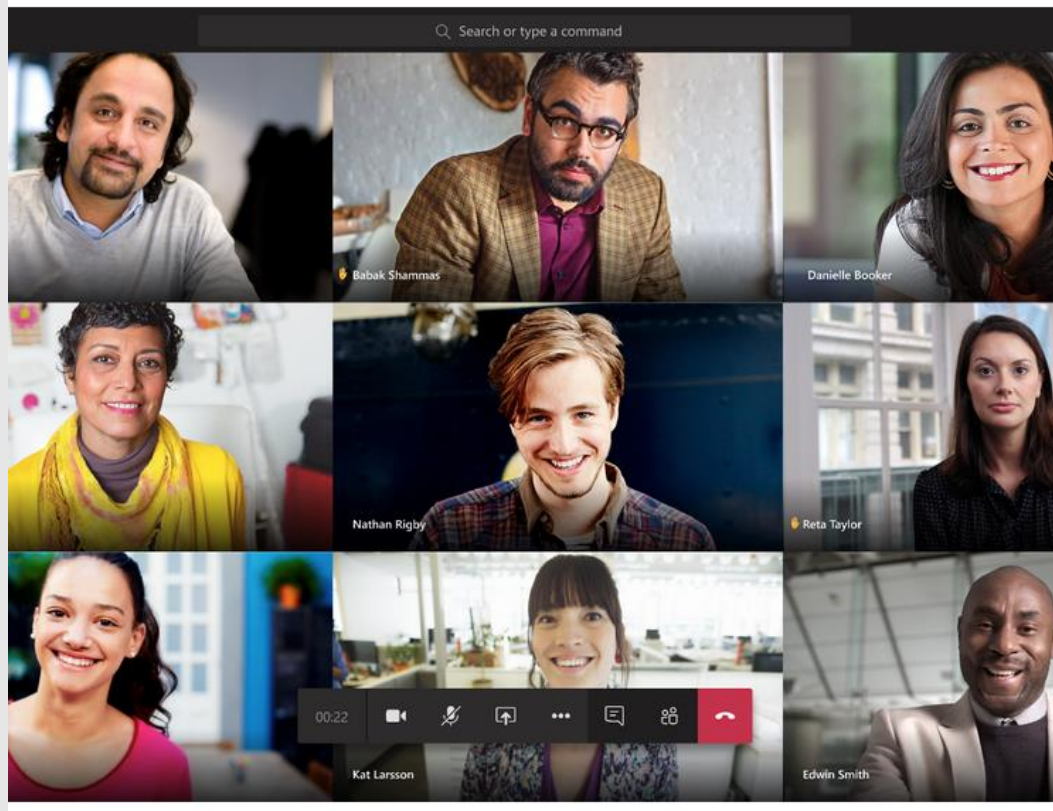 Search or type a command
Babak Shammas
Danielle Booker
Nathan Rigby
Reta Taylor
00:22
Kat Larsson
Edwin Smith